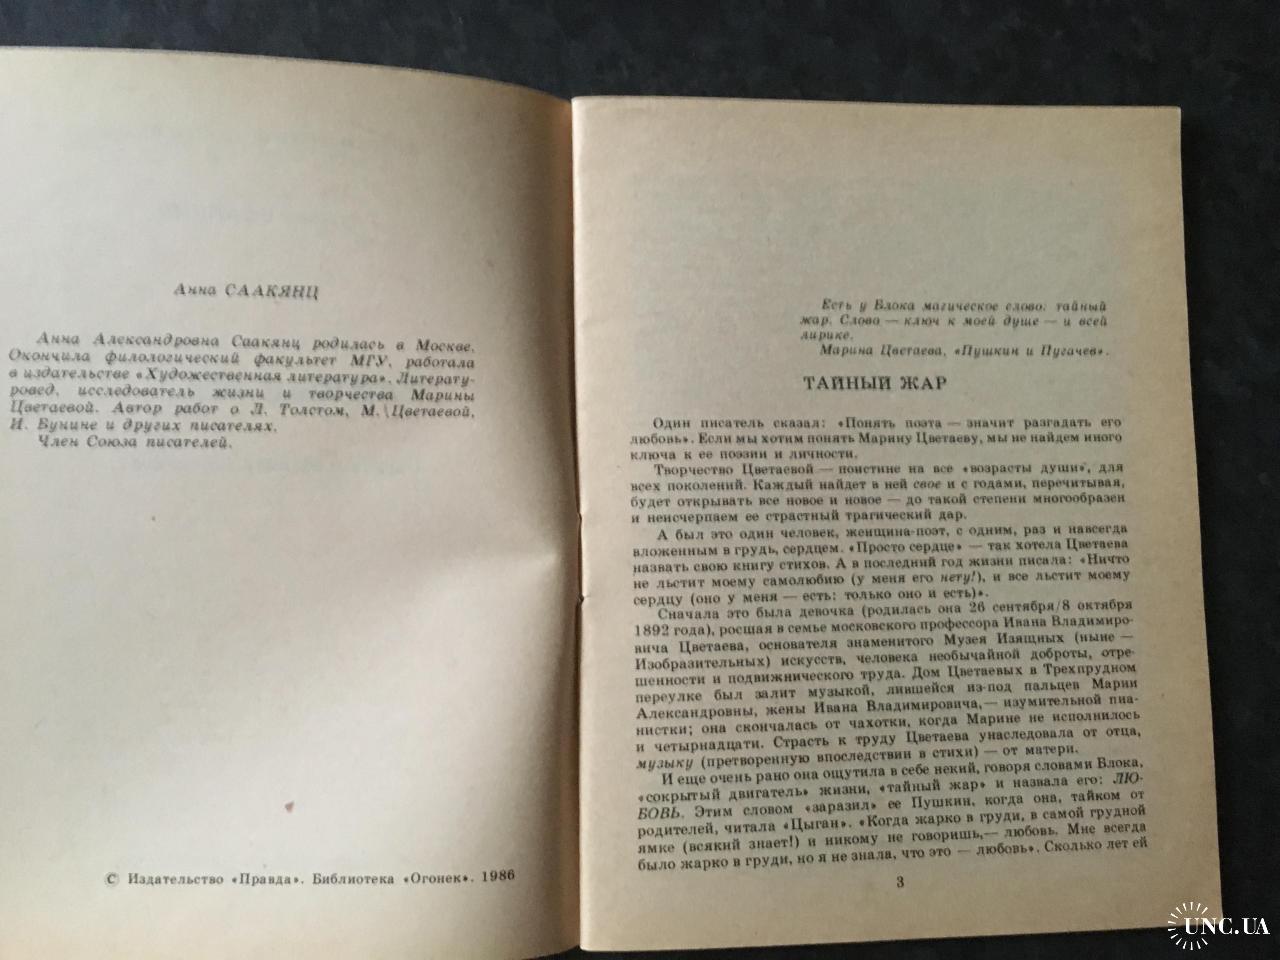 Анна СААКЯНЦ
Анна Александровна Саакянц родилась в Москве.
Окончила филологический факультет МГУ, работала
в издательстве «Художественная литература». Литерату-
ровед, исследователь жизни и творчества Марины
Цветаевой. Автор работ о Л. Толстом, М. Цветаевой,
И. Бунине и других писателях.
Член Союза писателей.
© Издательство «Правда». Библиотека «Огонек». 1986
Есть у Блока магическое слово: тайный
жар. Слово — ключ к моей душе — и всей
лирике.
Марина Цветаева, «Пушкин и Пугачев».
ТАЙНЫЙ ЖАР
Один писатель сказал: «Понять поэта — значит разгадать его
любовь». Если мы хотим понять Марину Цветаеву, мы не найдем иного
ключа к ее поэзии и личности.
Творчество Цветаевой — поистине на все «возрасты души», для
всех поколений. Каждый найдет в ней свое и с годами, перечитывая,
будет открывать все новое и новое — до такой степени многообразен
и неисчерпаем ее страстный трагический дар.
А был это один человек, женщина-поэт, с одним, раз и навсегда
вложенным в грудь, сердцем. «Просто сердце» — так хотела Цветаева
назвать свою книгу стихов. А в последний год жизни писала: «Ничто
не льстит моему самолюбию (у меня его нету!), и все льстит моему
сердцу (оно у меня — есть: только оно и есть)».
Сначала это была девочка (родилась она 26 сентября/8 октября
1892 года), росшая в семье московского профессора Ивана Владимиро-
вича Цветаева, основателя знаменитого Музея Изящных (ныне —
Изобразительных) искусств, человека необычайной доброты, отре-
шенности и подвижнического труда. Дом Цветаевых в Трехпрудном
переулке был залит музыкой, лившейся из-под пальцев Марии
Александровны, жены Ивана Владимировича,— изумительной пиа-
нистки; она скончалась от чахотки, когда Марине не исполнилось
и четырнадцати. Страсть к труду Цветаева унаследовала от отца,
музыку (претворенную впоследствии в стихи) — от матери.
И еще очень рано она ощутила в себе некий, говоря словами Блока,
«сокрытый двигатель» жизни, «тайный жар» и назвала его: ЛЮ-
БОВЬ. Этим словом «заразил» ее Пушкин, когда она, тайком от
родителей, читала «Цыган». «Когда жарко в груди, в самой грудной
ямке (всякий знает!) и никому не говоришь,— любовь. Мне всегда
было жарко в груди, но я не знала, что это — любовь». Сколько лет ей
3
UNC.UA